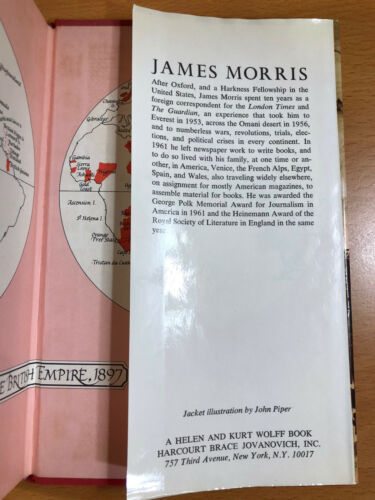 Gibraltar
Gambia
Serra
Ascension I.
St Helena I.
Orange
Tristan da Cu
BRITISH EMPIRE, 1897
JAMES MORRIS
After Oxford, and a Harkness Fellowship in the
United States, James Morris spent ten years as a
foreign correspondent for the London Times and
The Guardian, an experience that took him to
Everest in 1953, across the Omani desert in 1956,
and to numberless wars, revolutions, trials, elec-
tions, and political crises in every continent. In
1961 he left newspaper work to write books, and
to do so lived with his family, at one time or an-
other, in America, Venice, the French Alps, Egypt,
Spain, and Wales, also traveling widely elsewhere,
on assignment for mostly American magazines, to
assemble material for books. He was awarded the
George Polk Memorial Award for Journalism in
America in 1961 and the Heinemann Award of the
Royal Society of Literature in England in the same
year
Jacket illustration by John Piper
A HELEN AND KURT WOLFF BOOK
HARCOURT BRACE JOVANOVICH, INC.
757 Third Avenue, New York, N.Y. 10017